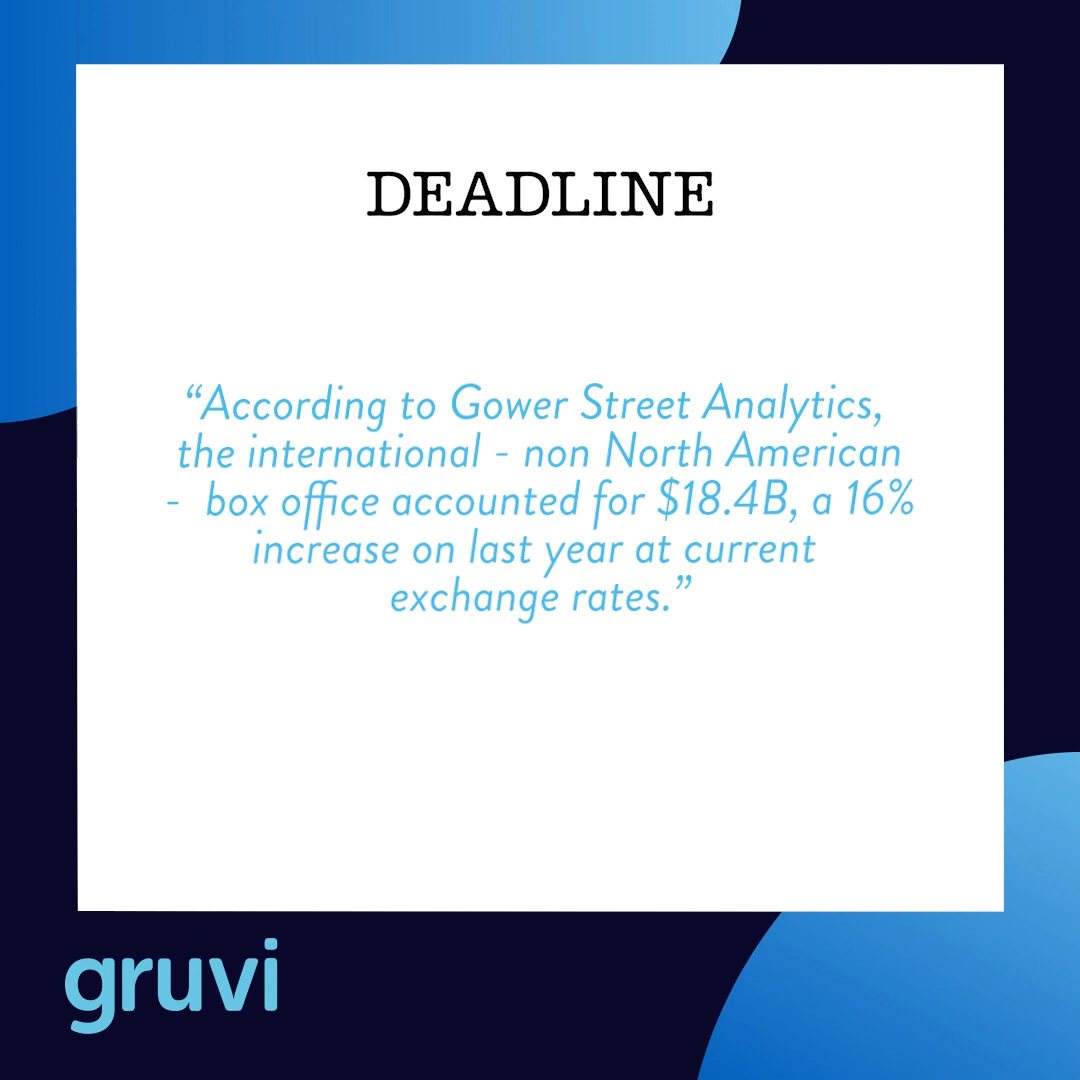 DEADLINE
“According to Gower Street Analytics,
the international - non North American
-  box office accounted for $18.4B, a 16%
increase on last year at current
exchange rates.”
gruvi